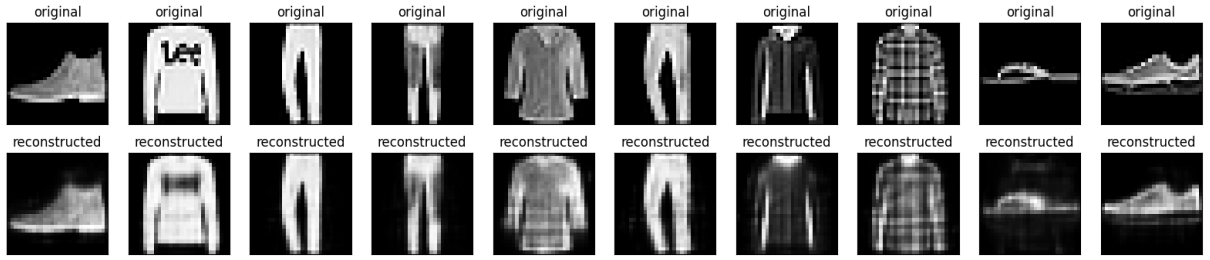 original original original original original original original original original original
Lee
reconstructed reconstructed reconstructed reconstructed reconstructed reconstructed reconstructed reconstructed reconstructed reconstructed